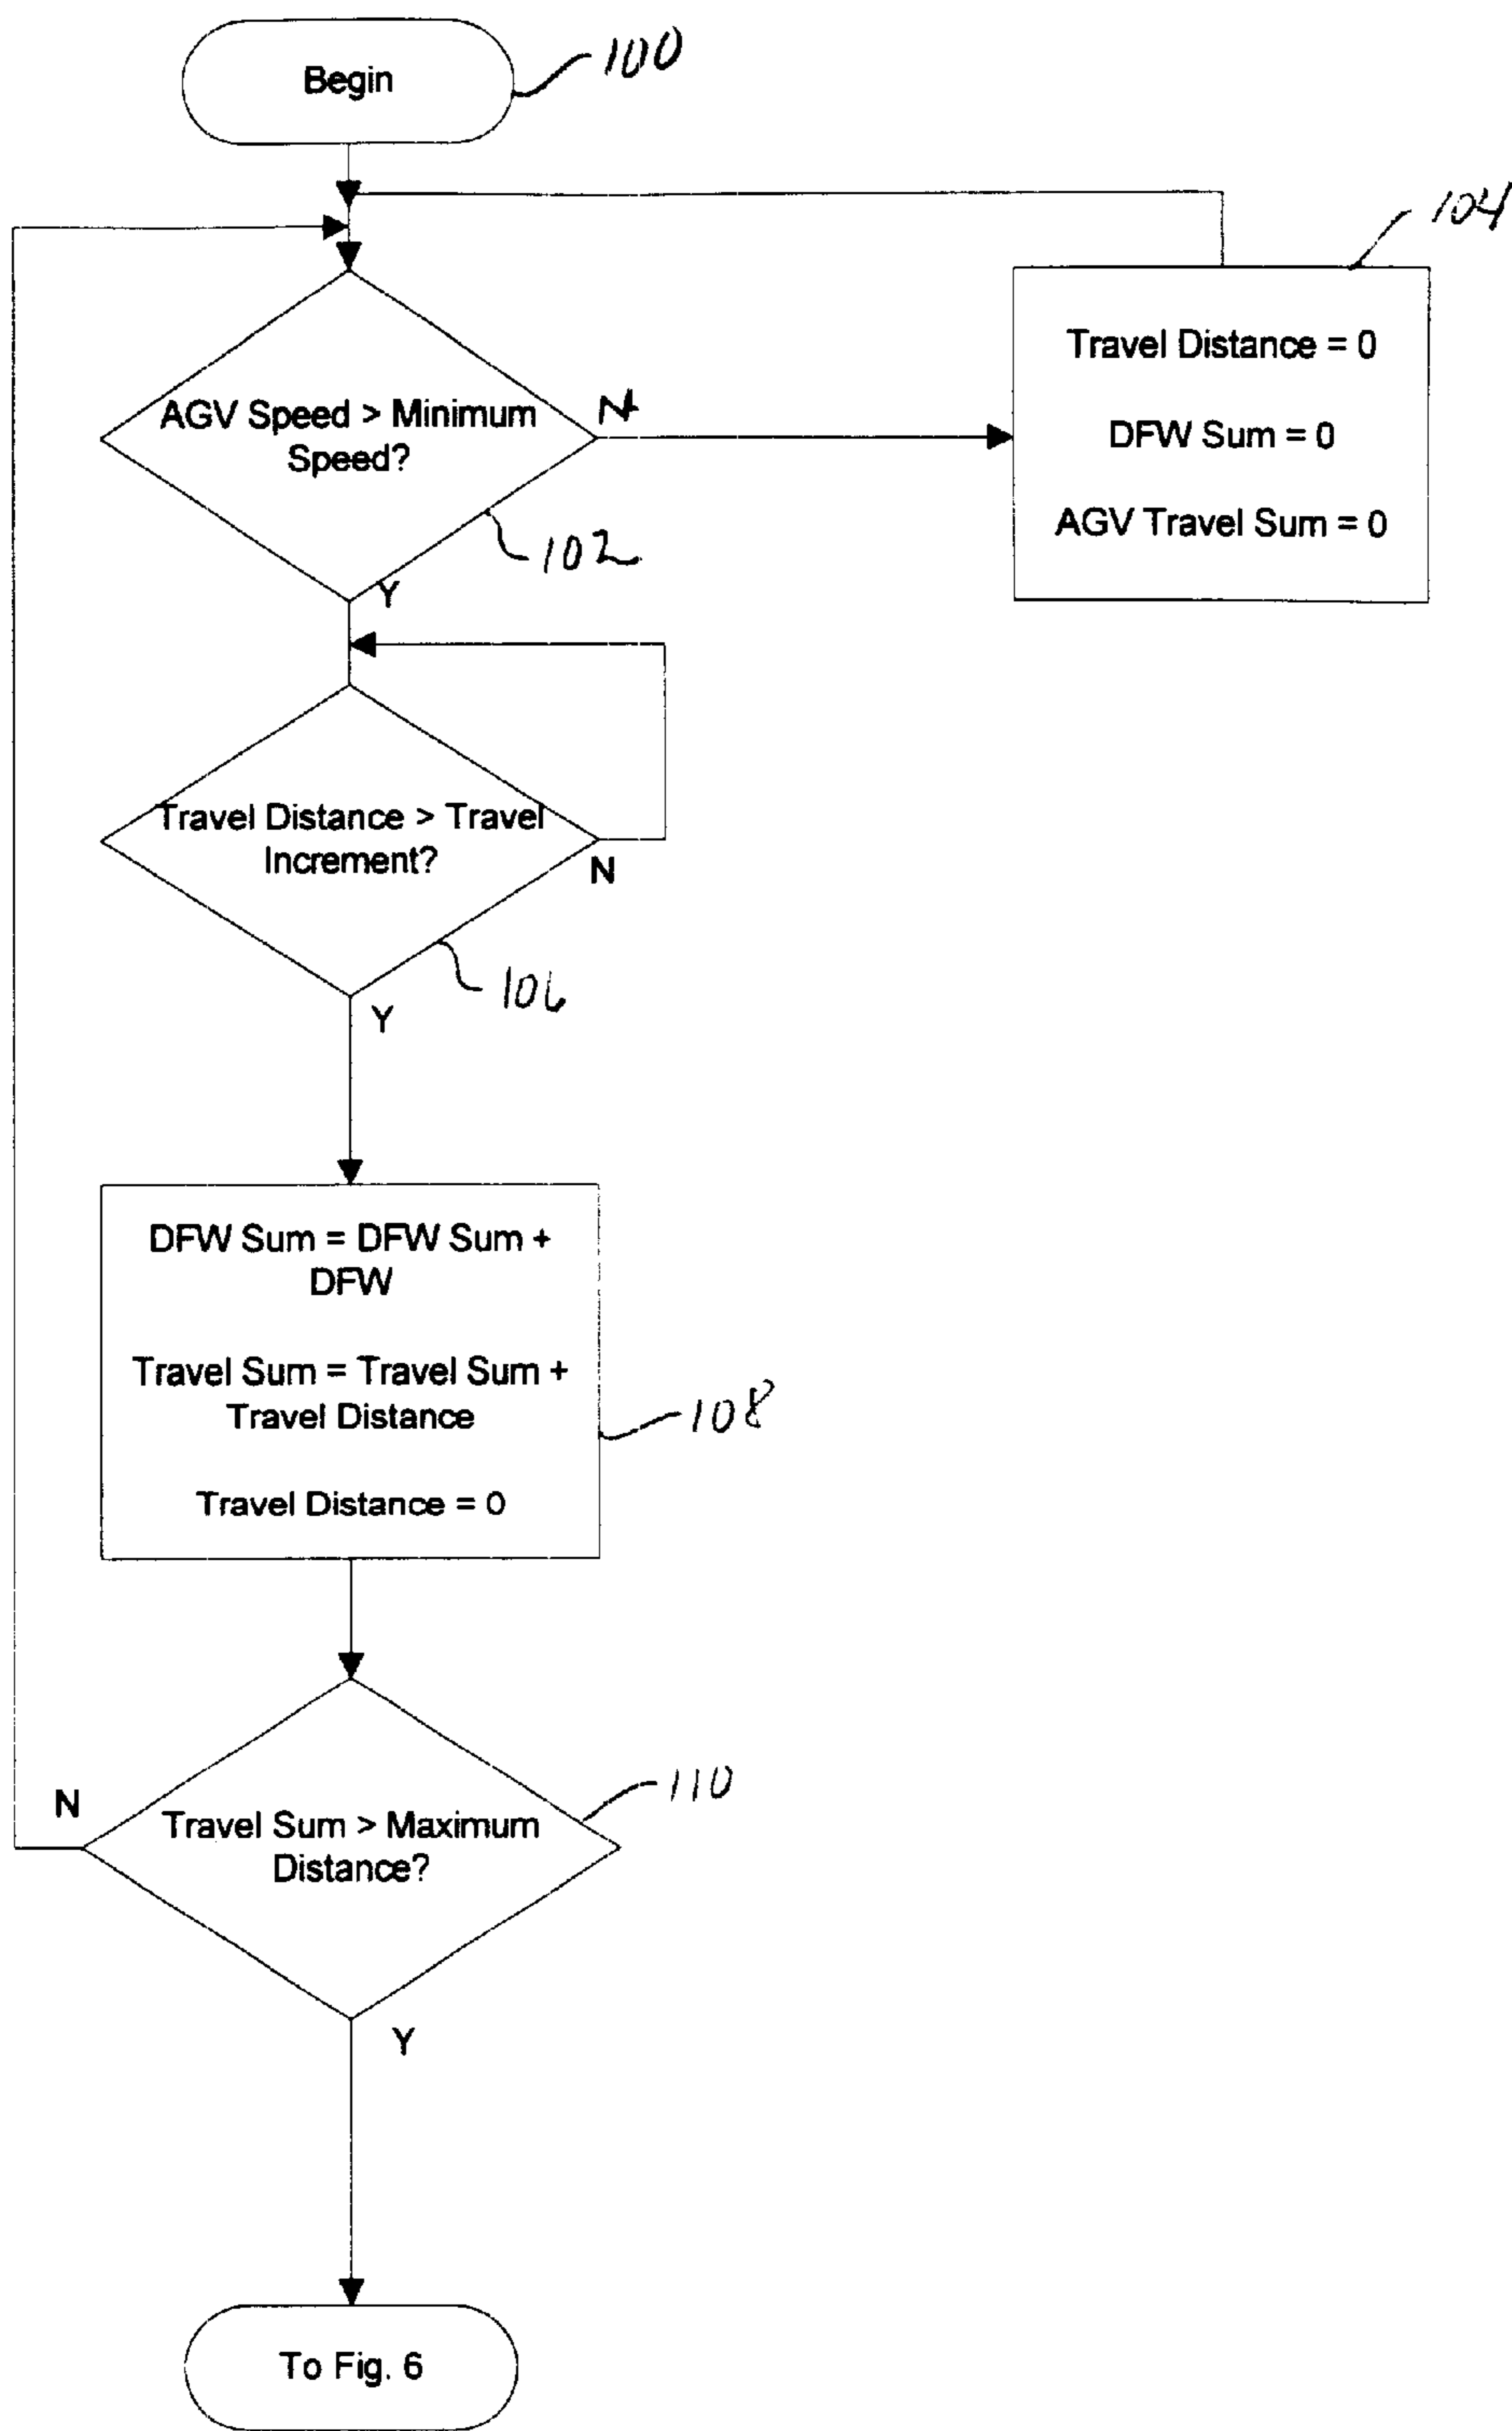 Begin
100
104
Travel Distance = 0
DFW Sum = 0
AGV Travel Sum = 0
AGV Speed > Minimum
Speed?
N
102
Y
Travel Distance > Travel
Increment?
N
106
Y
DFW Sum = DFW Sum +
DFW
Travel Sum = Travel Sum +
Travel Distance
108
Travel Distance = 0
110
N
Travel Sum > Maximum
Distance?
Y
To Fig. 6